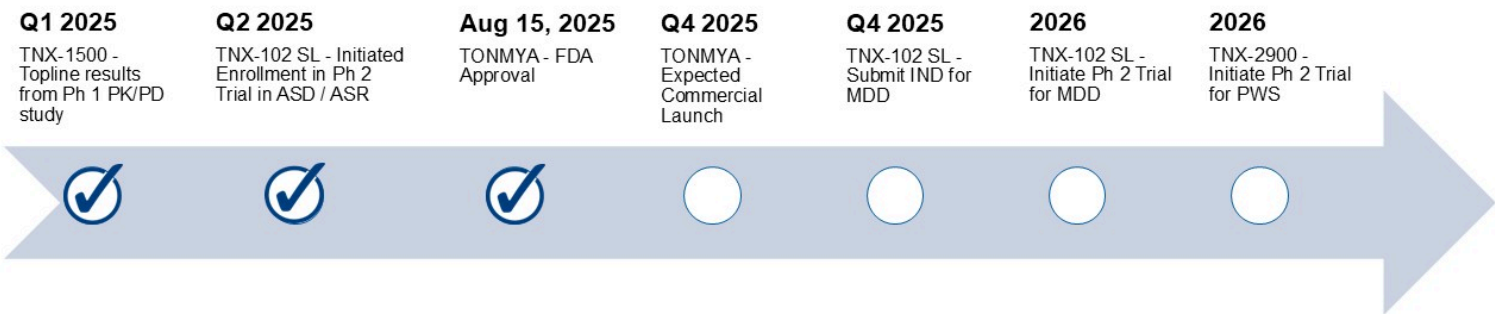 Q1 2025
TNX-1500 -
Topline results
from Ph 1 PK/PD
study
Q2 2025
TNX-102 SL - Initiated
Enrollment in Ph 2
Trial in ASD / ASR
Aug 15, 2025
TONMYA - FDA
Approval
Q4 2025
TONMYA -
Expected
Commercial
Launch
Q4 2025
TNX-102 SL -
Submit IND for
MDD
2026
TNX-102 SL -
Initiate Ph 2 Trial
for MDD
2026
TNX-2900 -
Initiate Ph 2 Trial
for PWS